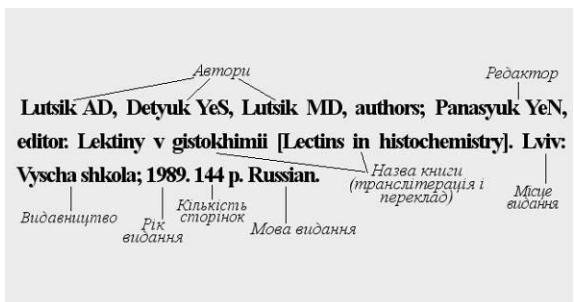 Автори
Редактор
Lutsik AD, Detyuk YeS, Lutsik MD, authors; Panasyuk YeN,
editor. Lektiny v gistokhimii [Lectins in histochemistry]. Lviv:
Vyscha shkola; 1989. 144 p. Russian.
Назва книги
(транслітерація і
переклад)
Місце
видання
Видавництво
Рік
видання
Кількість
сторінок
Мова видання